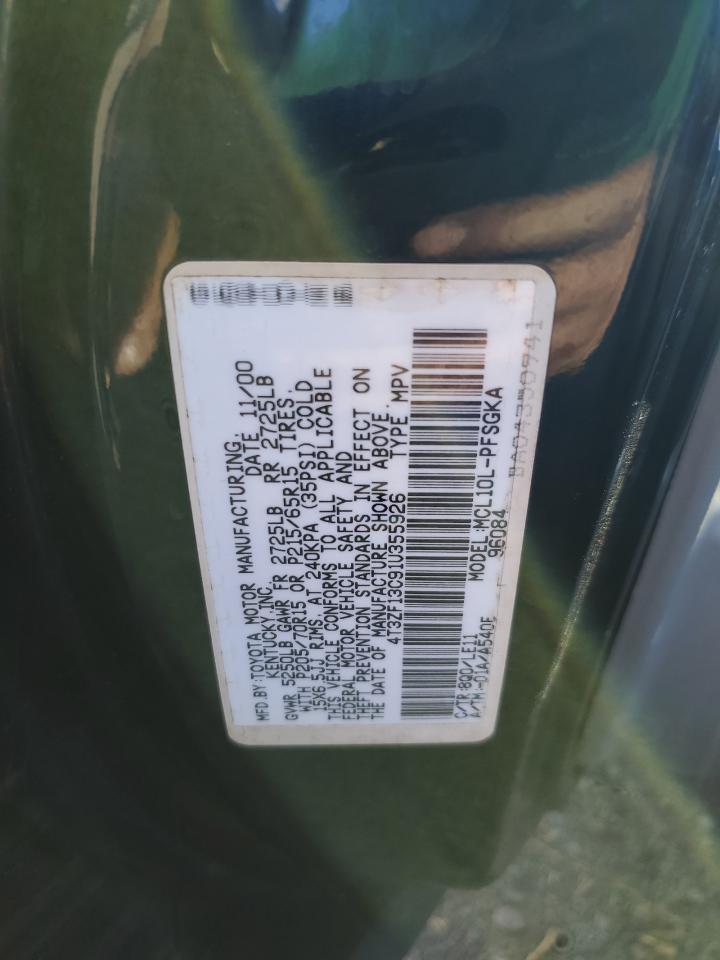 MFD.BY:TOYOTA MOTOR MANUFACTURING,
KENTUCKY,INC. DATE 11/00
GVWR 5250LB GAWR FR 2725LB RR 2725LB
WITH P205/70R15 OR P215/65R15 TIRES,
15X6.5JJ RIMS, AT 240KPA (35PSI) COLD
THIS VEHICLE CONFORMS TO ALL APPLICABLE
FEDERAL MOTOR VEHICLE SAFETY AND
THEFT PREVENTION STANDARDS IN EFFECT ON
THE DATE OF MANUFACTURE SHOWN ABOVE.
4T3ZF13C91U355926 TYPE MPV
C/TR:8Q0/LE11 MODEL:MCL10L-PFSGKA
A/TM:-01A/A540E 96084